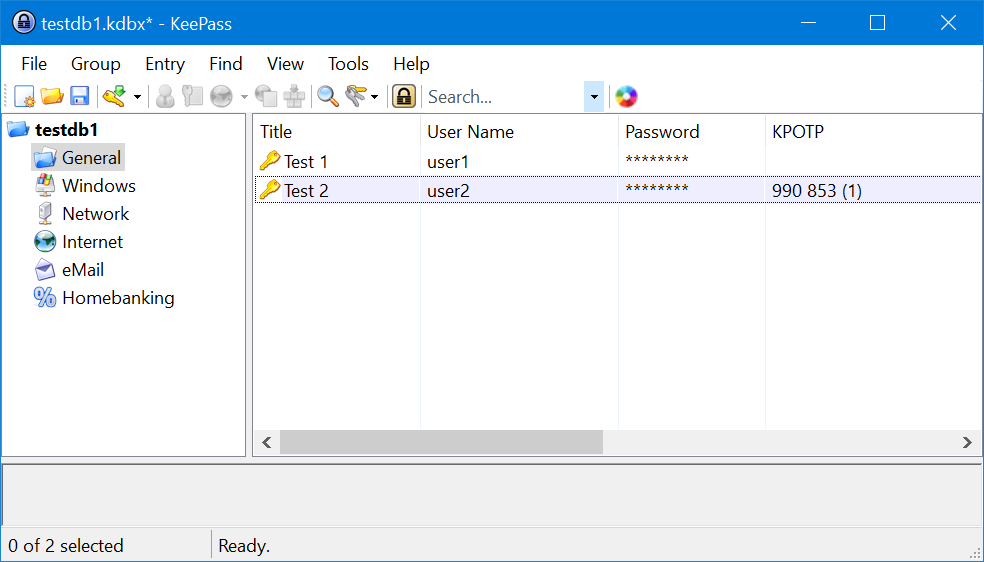 testdb1.kdbx* - KeePass
File Group Entry Find View Tools Help
Search...
testdb1
General
Windows
Network
Internet
eMail
Homebanking
Title User Name Password KPOTP
Test 1 user1 ********
Test 2 user2 ******** 990 853 (1)
0 of 2 selected Ready.